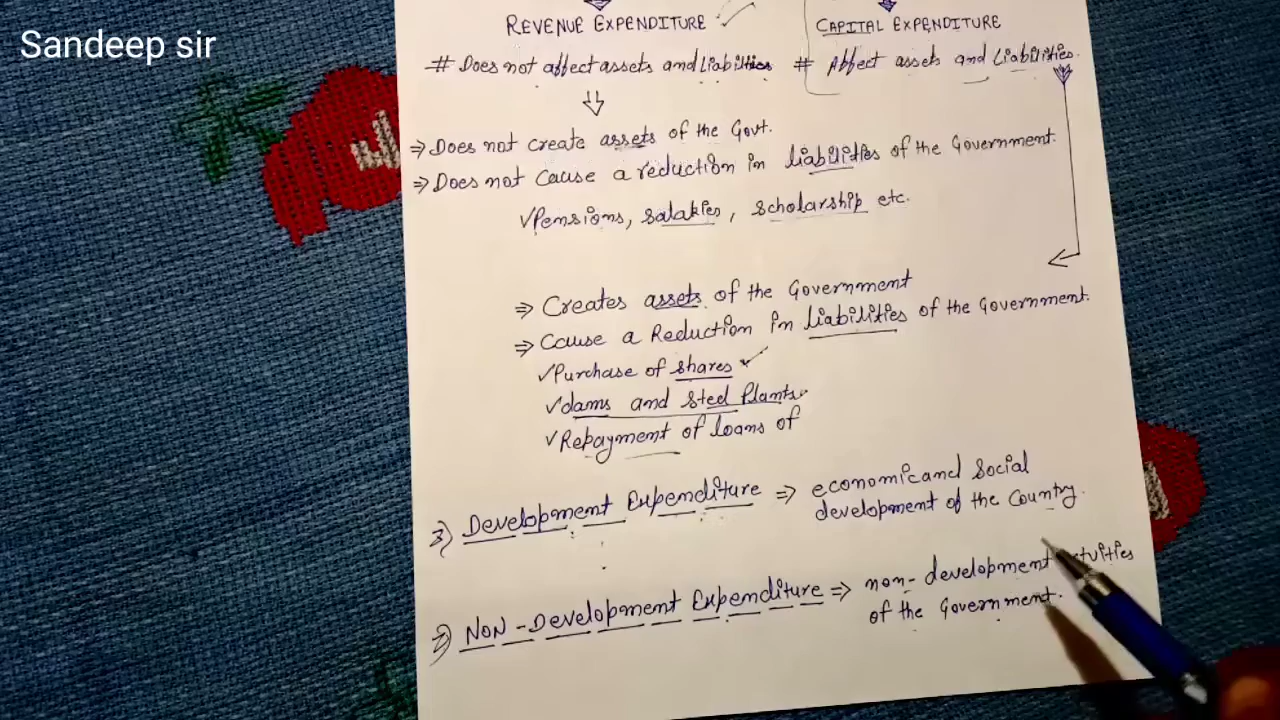 Sandeep sir
REVENUE EXPENDITURE
CAPITAL EXPENDITURE
# Does not affect assets and liabilities
# Affect assets and liabilities.
⇒ Does not create assets of the Govt.
⇒ Does not cause a reduction in liabilities of the Government.
✓Pensions, salaries, scholarship etc.
⇒ Creates assets of the Government
⇒ Cause a Reduction in liabilities of the Government.
✓Purchase of shares ✓
✓dams and steel Plants.
✓Repayment of loans of
Development Expenditure ⇒ economic and social
development of the Country.
NON-Development Expenditure ⇒ non-development
of the Government.